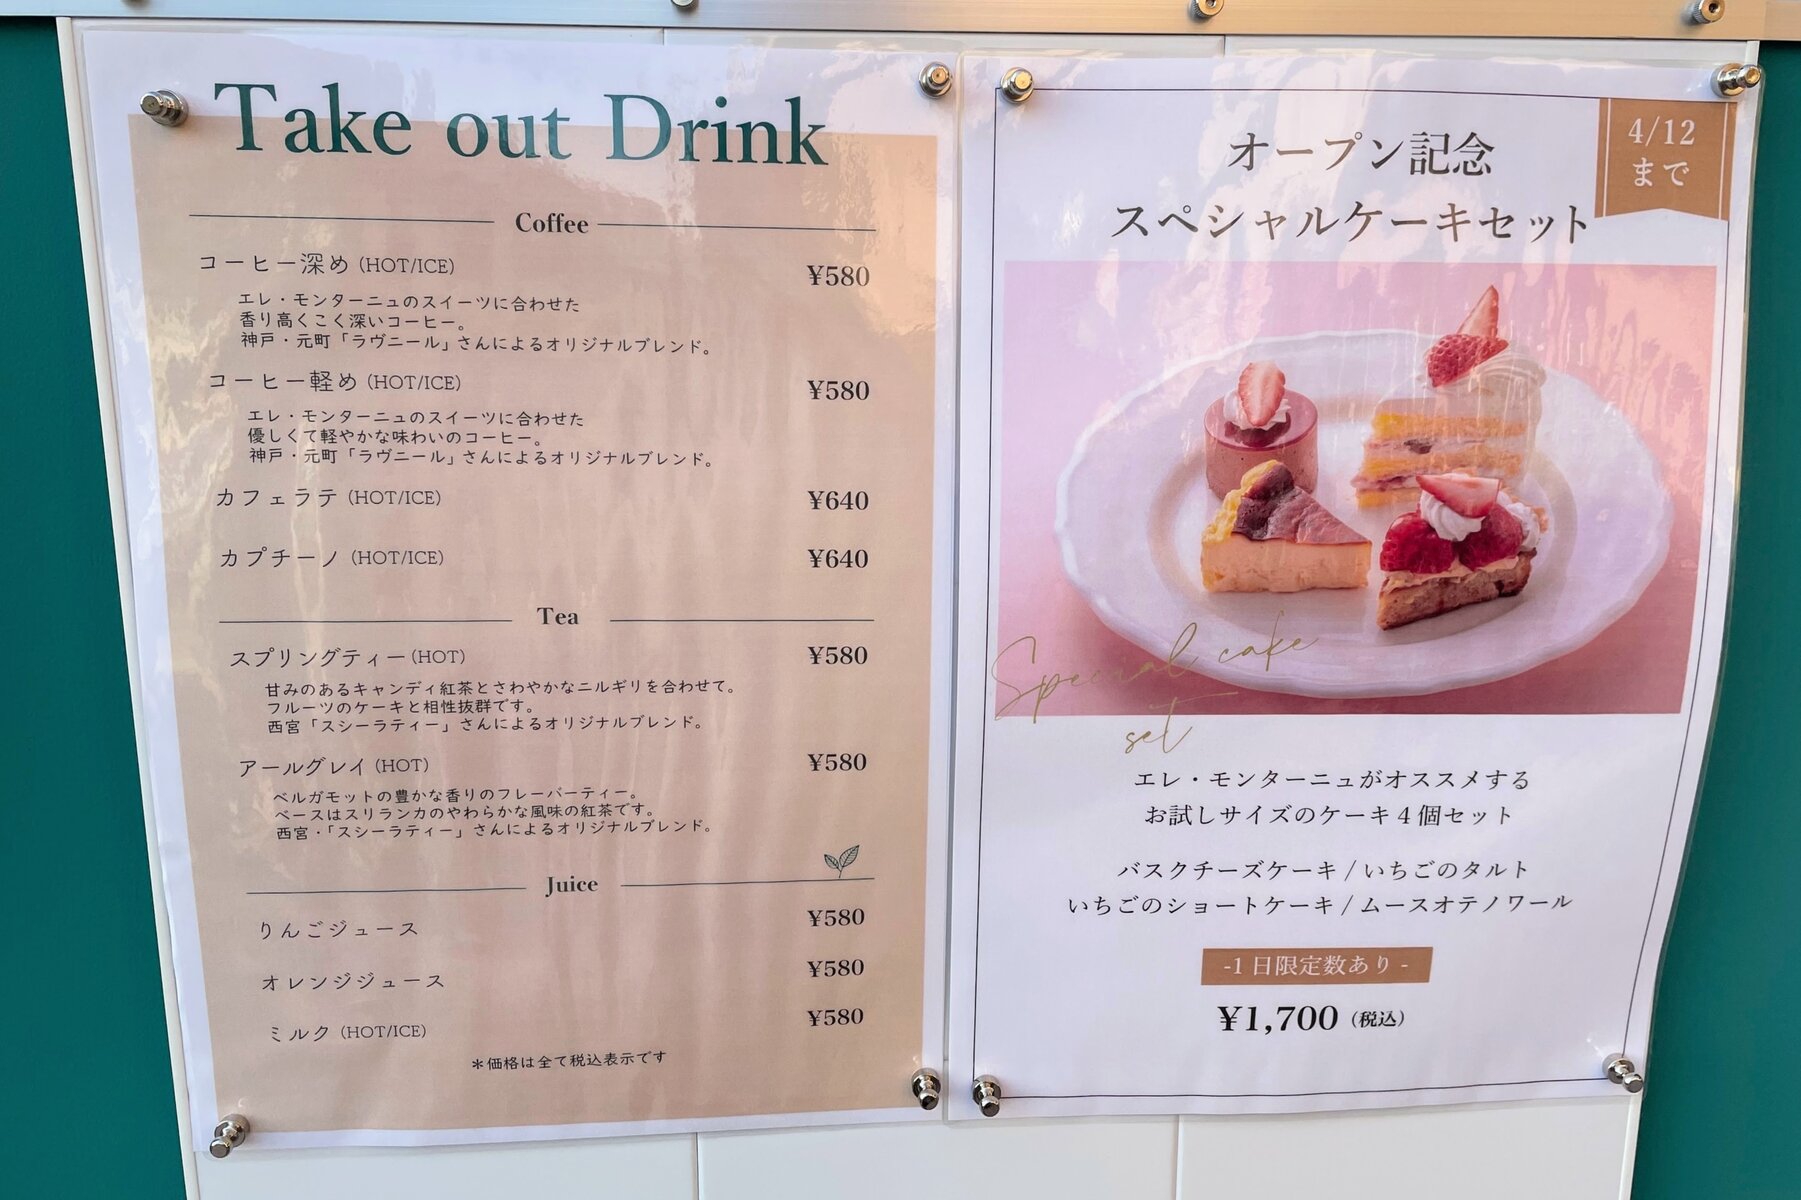 Take out Drink
Coffee
コーヒー深め (HOT/ICE) ¥580
エレ・モンターニュのスイーツに合わせた
香り高くこく深いコーヒー。
神戸・元町「ラヴニール」さんによるオリジナルブレンド。
コーヒー軽め (HOT/ICE) ¥580
エレ・モンターニュのスイーツに合わせた
優しくて軽やかな味わいのコーヒー。
神戸・元町「ラヴニール」さんによるオリジナルブレンド。
カフェラテ (HOT/ICE) ¥640
カプチーノ (HOT/ICE) ¥640
Tea
スプリングティー(HOT) ¥580
甘みのあるキャンディ紅茶とさわやかなニルギリを合わせて。
フルーツのケーキと相性抜群です。
西宮「スシーラティー」さんによるオリジナルブレンド。
アールグレイ (HOT) ¥580
ベルガモットの豊かな香りのフレーバーティー。
ベースはスリランカのやわらかな風味の紅茶です。
西宮・「スシーラティー」さんによるオリジナルブレンド。
Juice
りんごジュース ¥580
オレンジジュース ¥580
ミルク (HOT/ICE) ¥580
＊価格は全て税込表示です
4/12
まで
オープン記念
スペシャルケーキセット
Special cake
set
エレ・モンターニュがオススメする
お試しサイズのケーキ4個セット
バスクチーズケーキ / いちごのタルト
いちごのショートケーキ / ムースオテノワール
-1日限定数あり-
¥1,700 (税込)